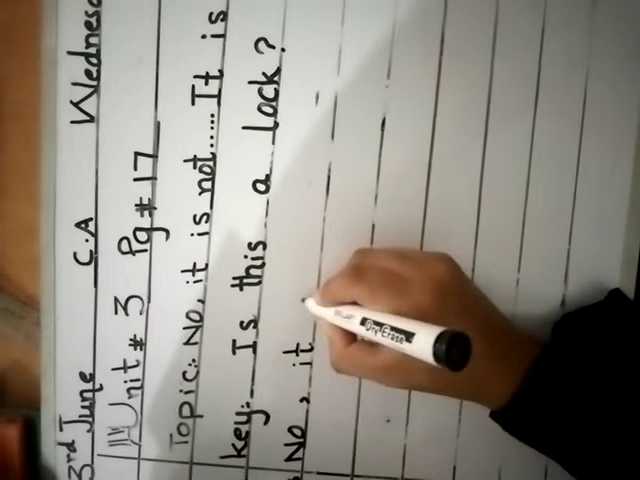 3rd June C.A
Unit # 3 Pg # 17
Topic: No, it is not..... It is
key: Is this a lock?
No, it
Dry Erase